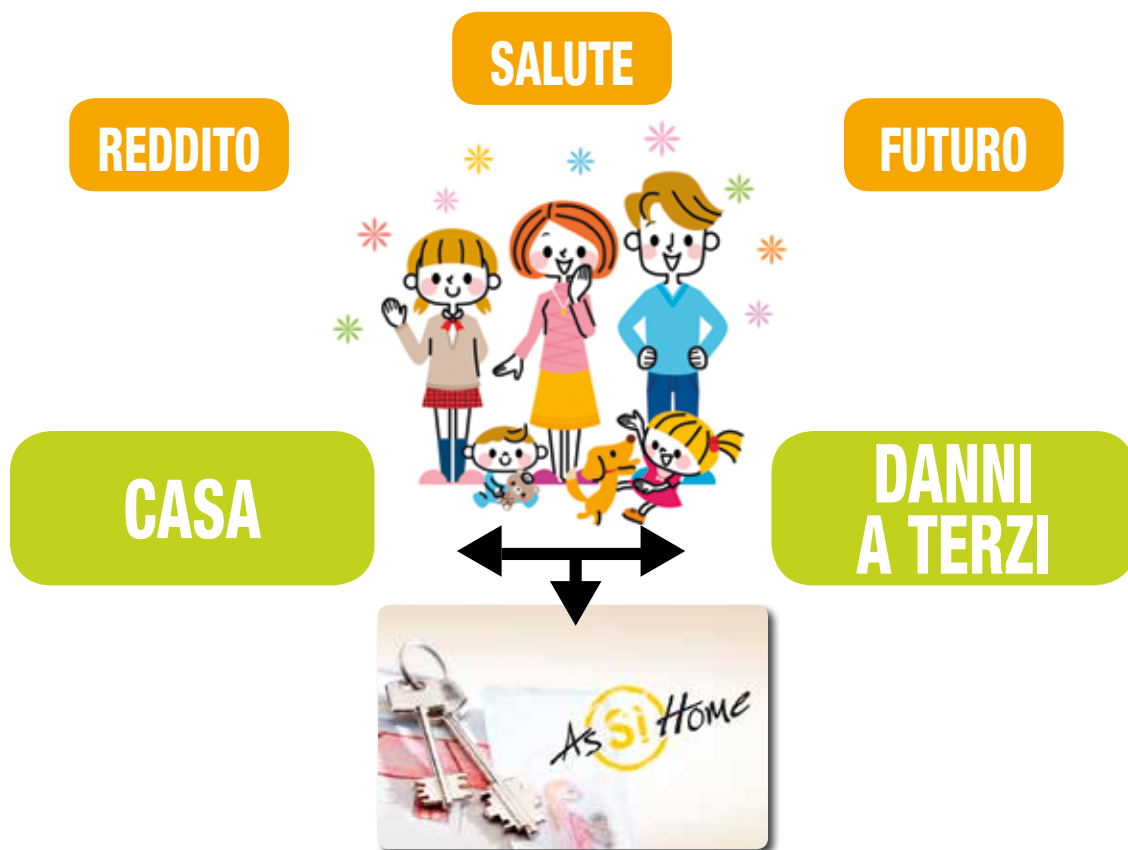 SALUTE
REDDITO
FUTURO
CASA
DANNI
A TERZI
AsSìHome